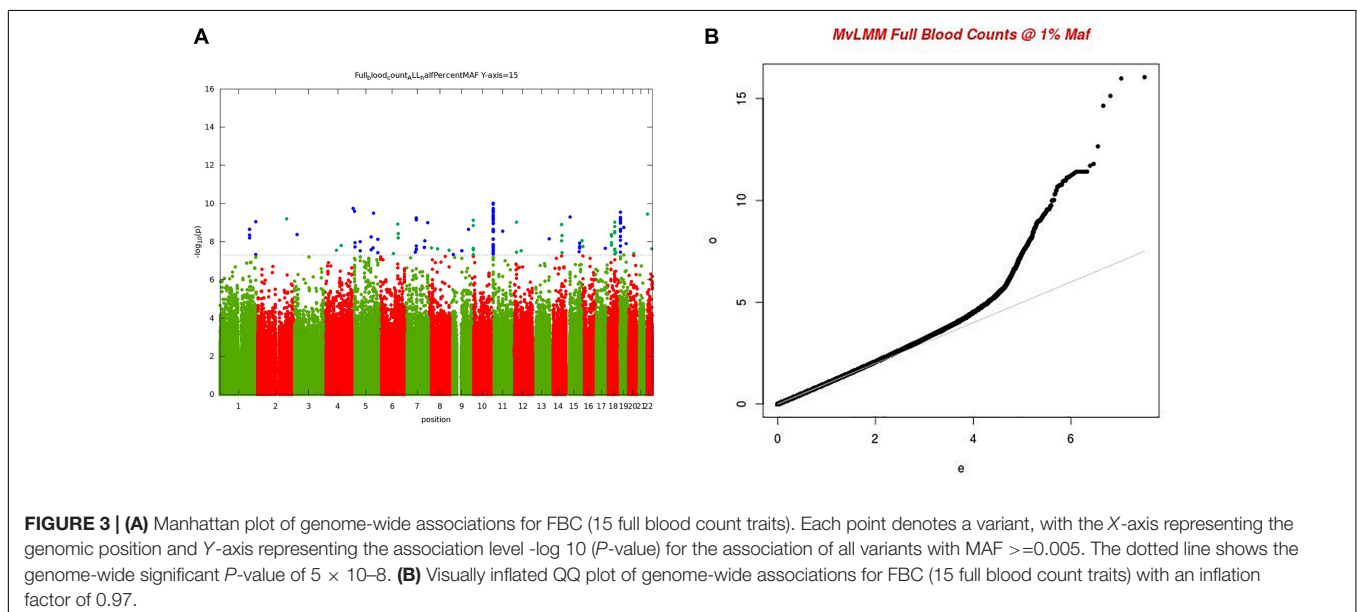 A
Full_blood_count_ALL_halfPercentMAF Y-axis=15
16
14
12
10
8
6
4
2
0
-log10(p)
1 2 3 4 5 6 7 8 9 10 11 12 13 14 15 16 17 18 19 20 21 22
position
B
MvLMM Full Blood Counts @ 1% Maf
15
10
5
0
o
0 2 4 6
e
FIGURE 3 | (A) Manhattan plot of genome-wide associations for FBC (15 full blood count traits). Each point denotes a variant, with the X-axis representing the
genomic position and Y-axis representing the association level -log 10 (P-value) for the association of all variants with MAF >=0.005. The dotted line shows the
genome-wide significant P-value of 5 × 10–8. (B) Visually inflated QQ plot of genome-wide associations for FBC (15 full blood count traits) with an inflation
factor of 0.97.